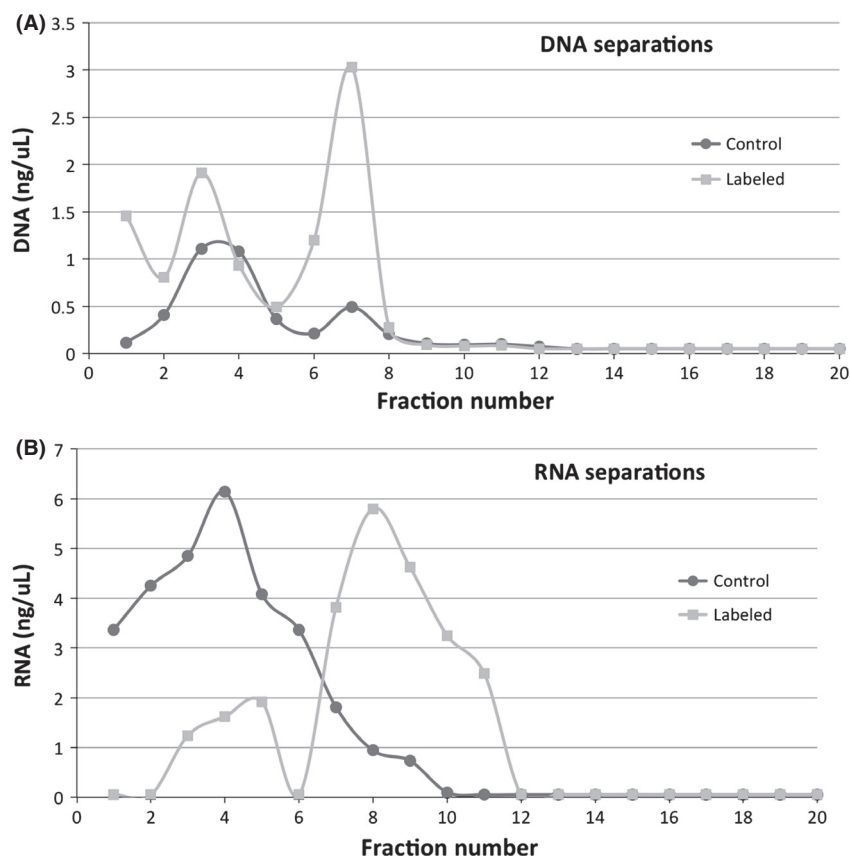 (A)
3.5
DNA separations
3
2.5
2
1.5
1
0.5
0
DNA (ng/uL)
Control
Labeled
0 2 4 6 8 10 12 14 16 18 20
Fraction number
(B)
7
RNA separations
6
5
4
3
2
1
0
RNA (ng/uL)
Control
Labeled
0 2 4 6 8 10 12 14 16 18 20
Fraction number